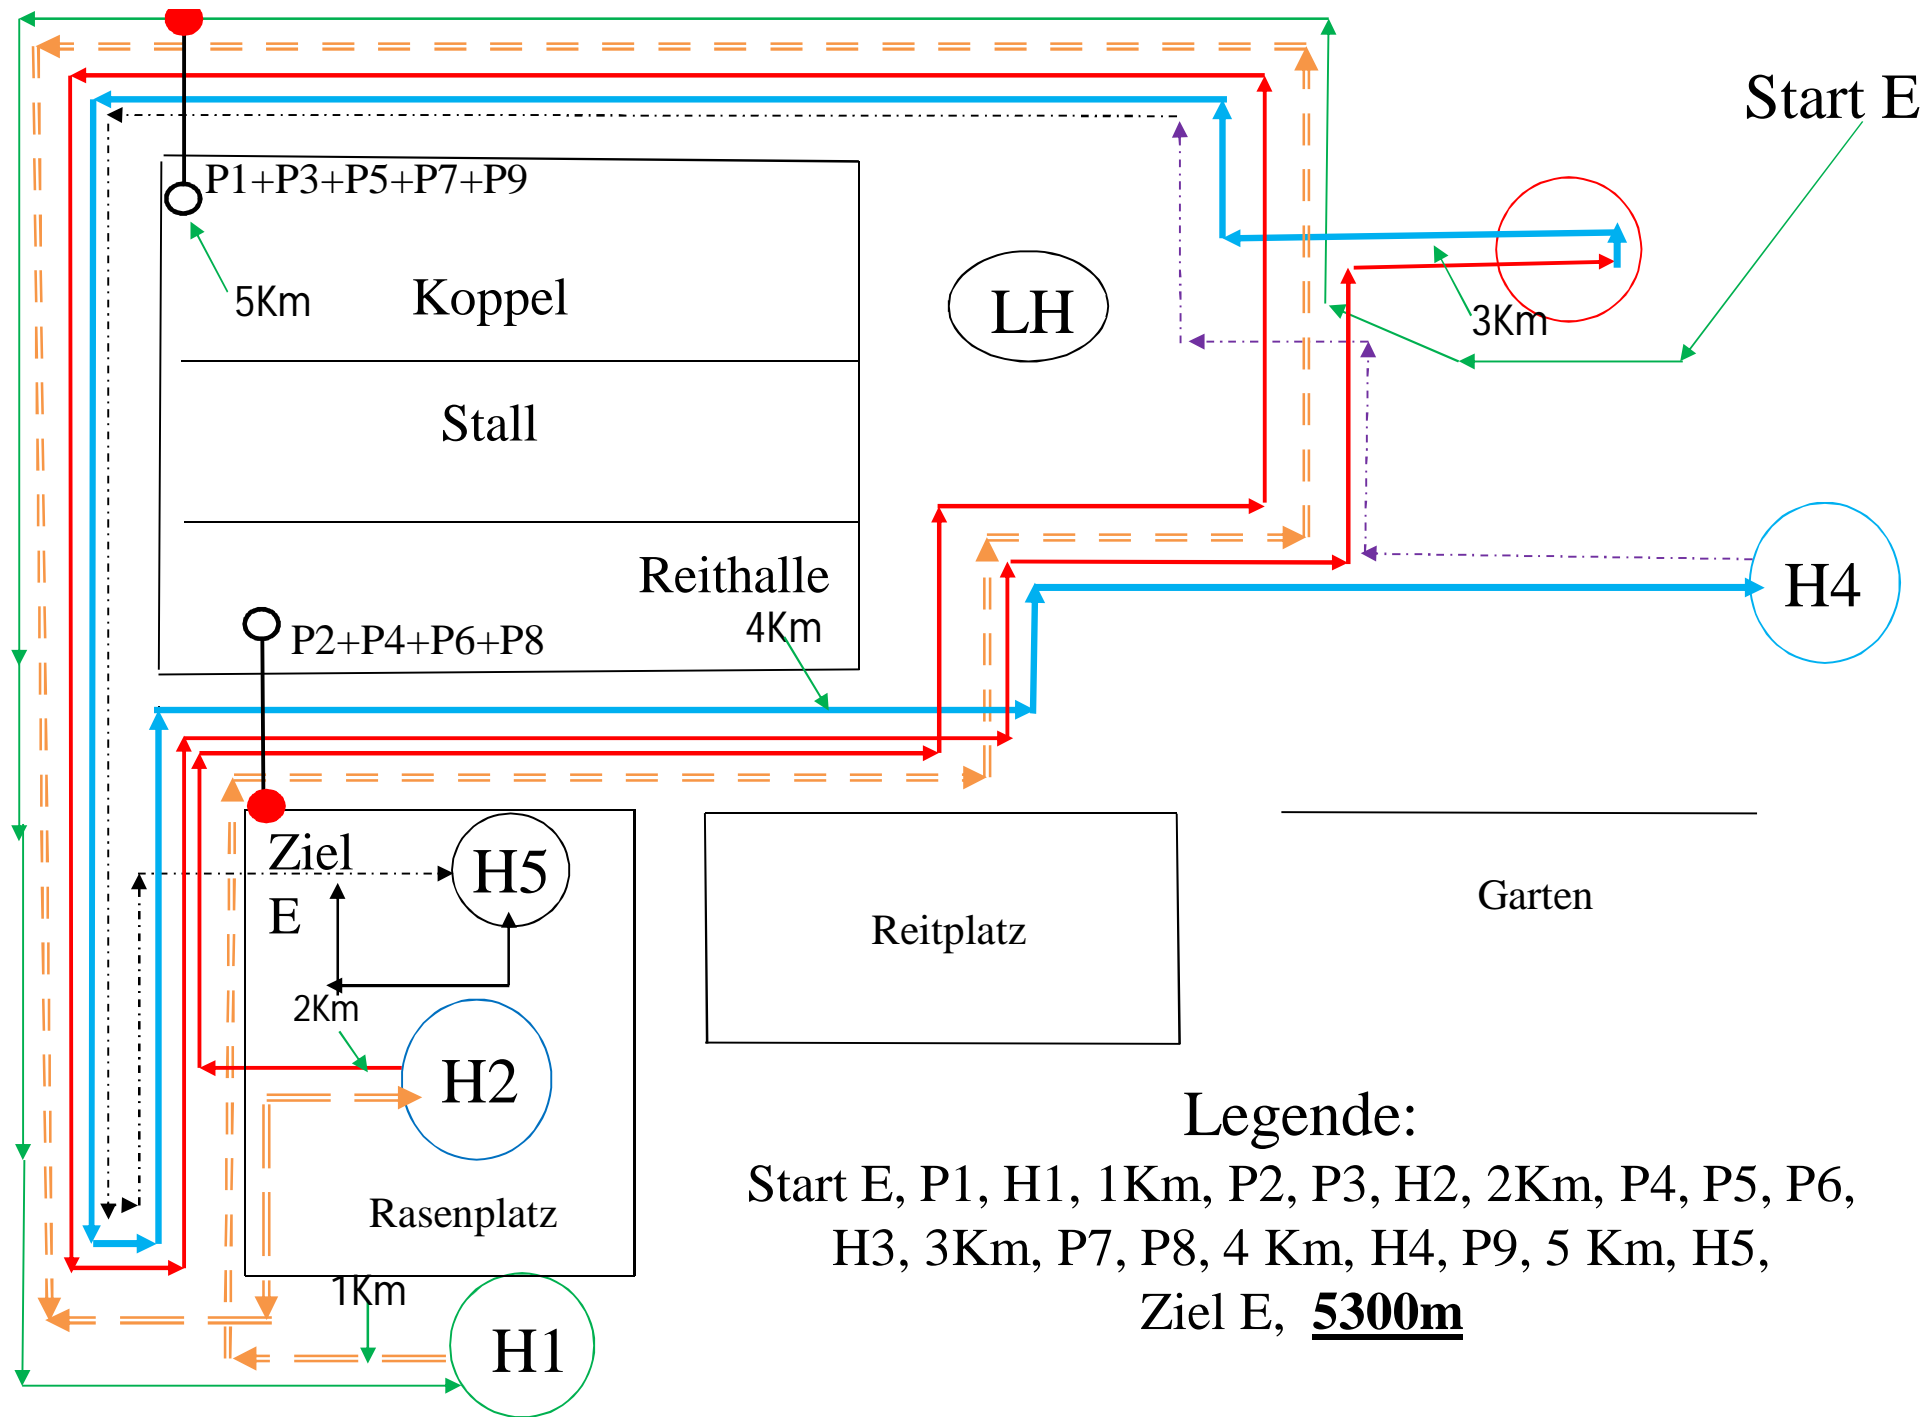 Start E
P1+P3+P5+P7+P9
5Km
Koppel
LH
3Km
Stall
Reithalle
H4
4Km
P2+P4+P6+P8
Ziel
E
H5
Reitplatz
Garten
2Km
H2
Rasenplatz
1Km
H1
Legende:
Start E, P1, H1, 1Km, P2, P3, H2, 2Km, P4, P5, P6,
H3, 3Km, P7, P8, 4 Km, H4, P9, 5 Km, H5,
Ziel E, 5300m